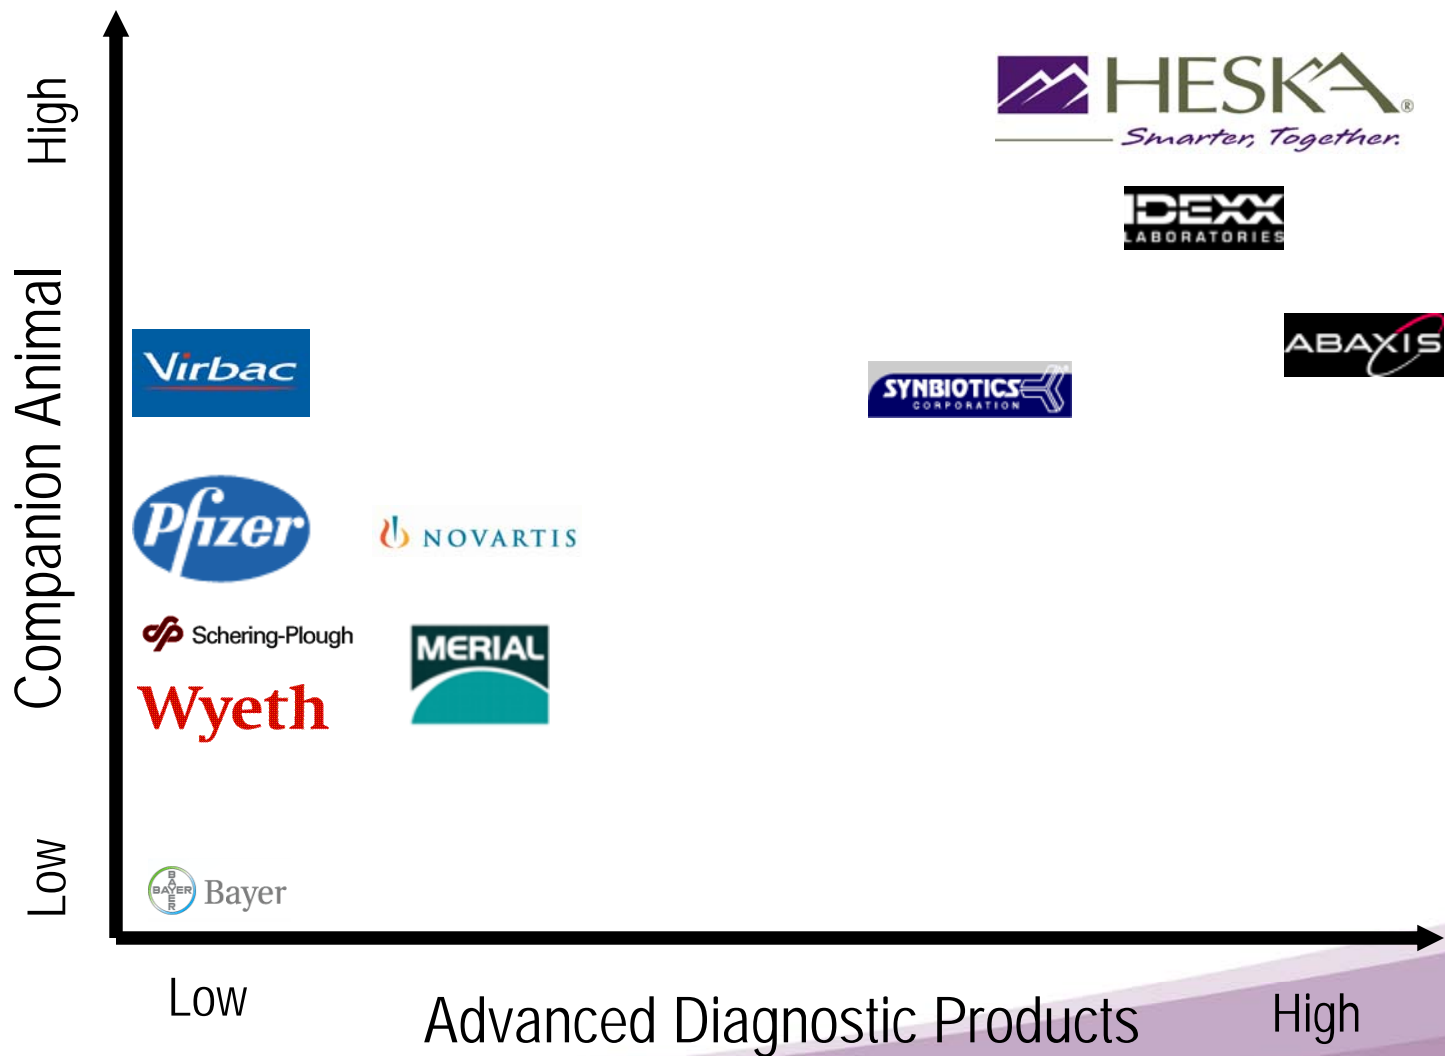 High
HESKA®
Smarter, Together.
IDEXX
LABORATORIES
ABAXIS
Virbac
SYNBIOTICS
CORPORATION
Companion Animal
Pfizer
NOVARTIS
Schering-Plough
MERIAL
Wyeth
Low
BAYER
BAYER
Bayer
Low
Advanced Diagnostic Products
High